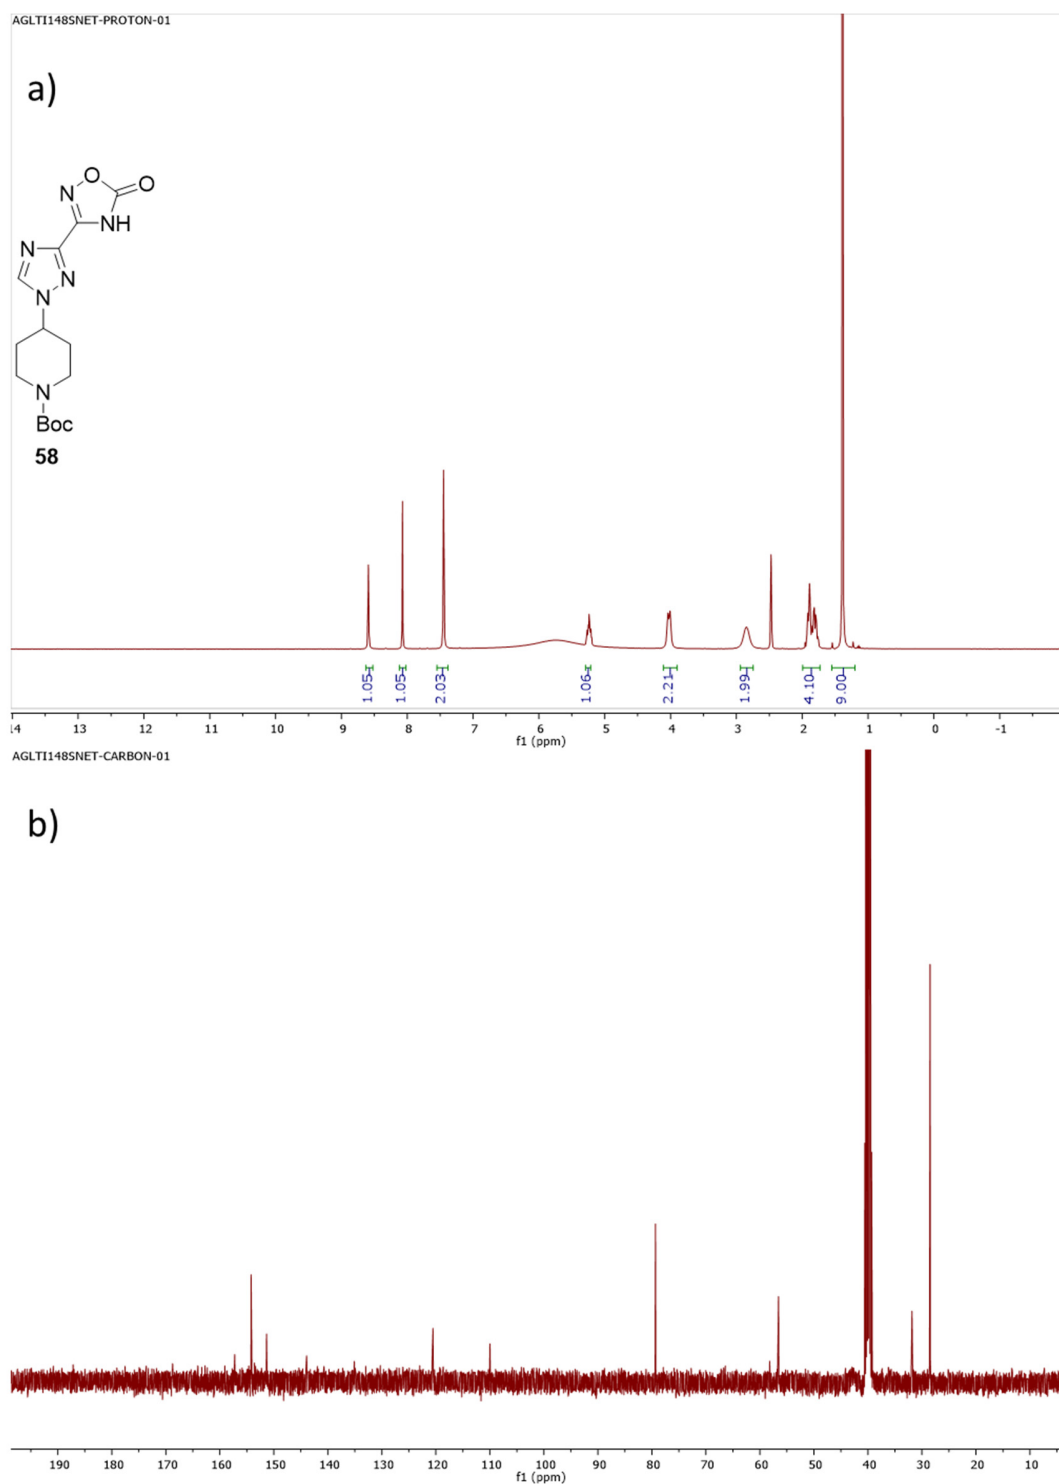 AGLTI148SNET-PROTON-01
a)
O
N
O
NH
N
N
N
N
Boc
58
1.05
1.05
2.03
1.06
2.21
1.99
4.10
9.00
14 13 12 11 10 9 8 7 6 5 4 3 2 1 0 -1
f1 (ppm)
AGLTI148SNET-CARBON-01
b)
190 180 170 160 150 140 130 120 110 100 90 80 70 60 50 40 30 20 10
f1 (ppm)